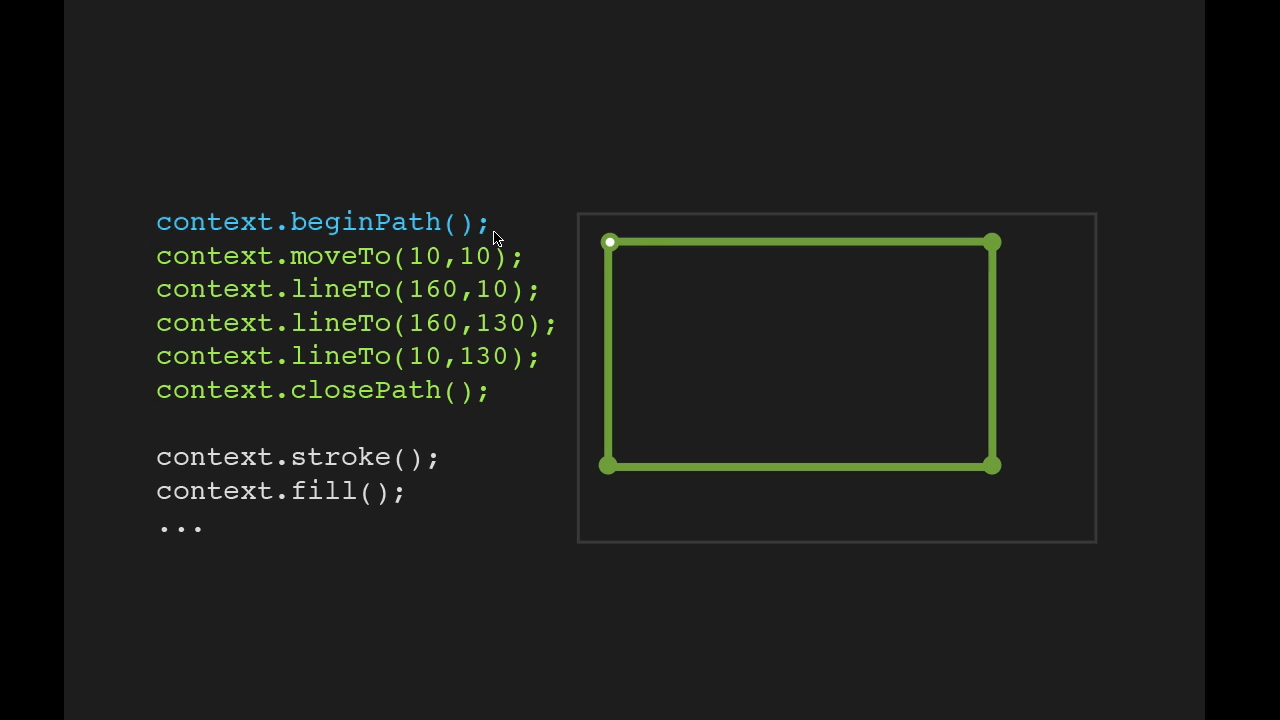 context.beginPath();
context.moveTo(10,10);
context.lineTo(160,10);
context.lineTo(160,130);
context.lineTo(10,130);
context.closePath();
context.stroke();
context.fill();
...